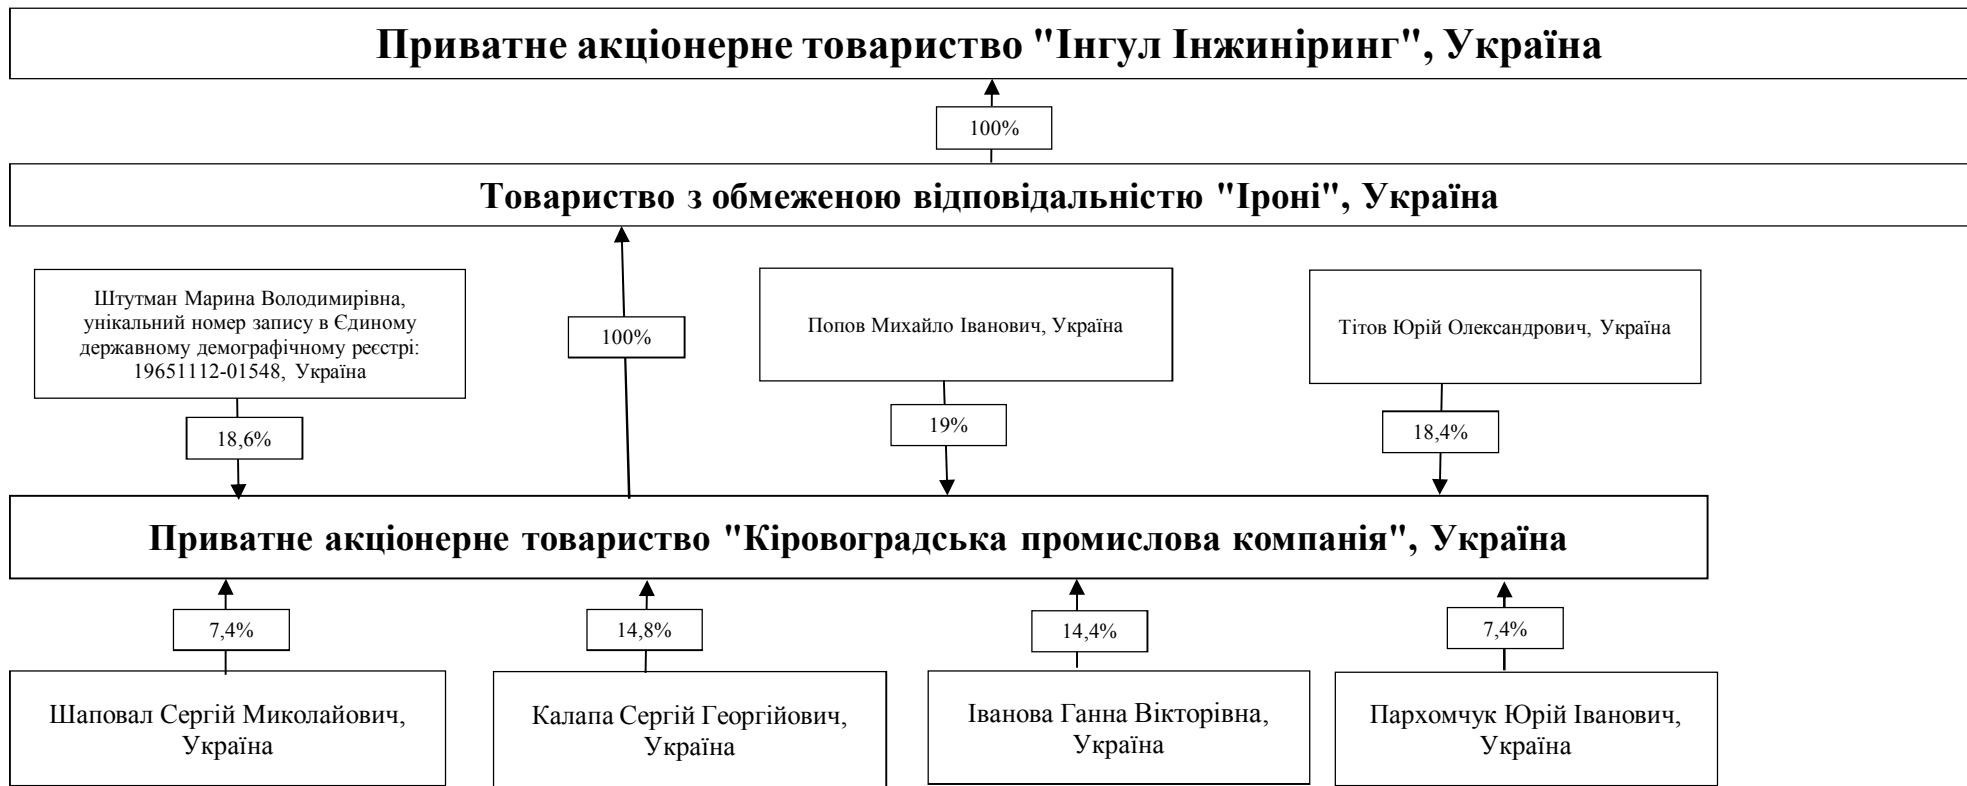 Приватне акціонерне товариство "Інгул Інжиніринг", Україна
100%
Товариство з обмеженою відповідальністю "Іроні", Україна
Штутман Марина Володимирівна,
унікальний номер запису в Єдиному
державному демографічному реєстрі:
19651112-01548, Україна
100%
Попов Михайло Іванович, Україна
Тітов Юрій Олександрович, Україна
18,6%
19%
18,4%
Приватне акціонерне товариство "Кіровоградська промислова компанія", Україна
7,4%
14,8%
14,4%
7,4%
Шаповал Сергій Миколайович,
Україна
Калапа Сергій Георгійович,
Україна
Іванова Ганна Вікторівна,
Україна
Пархомчук Юрій Іванович,
Україна